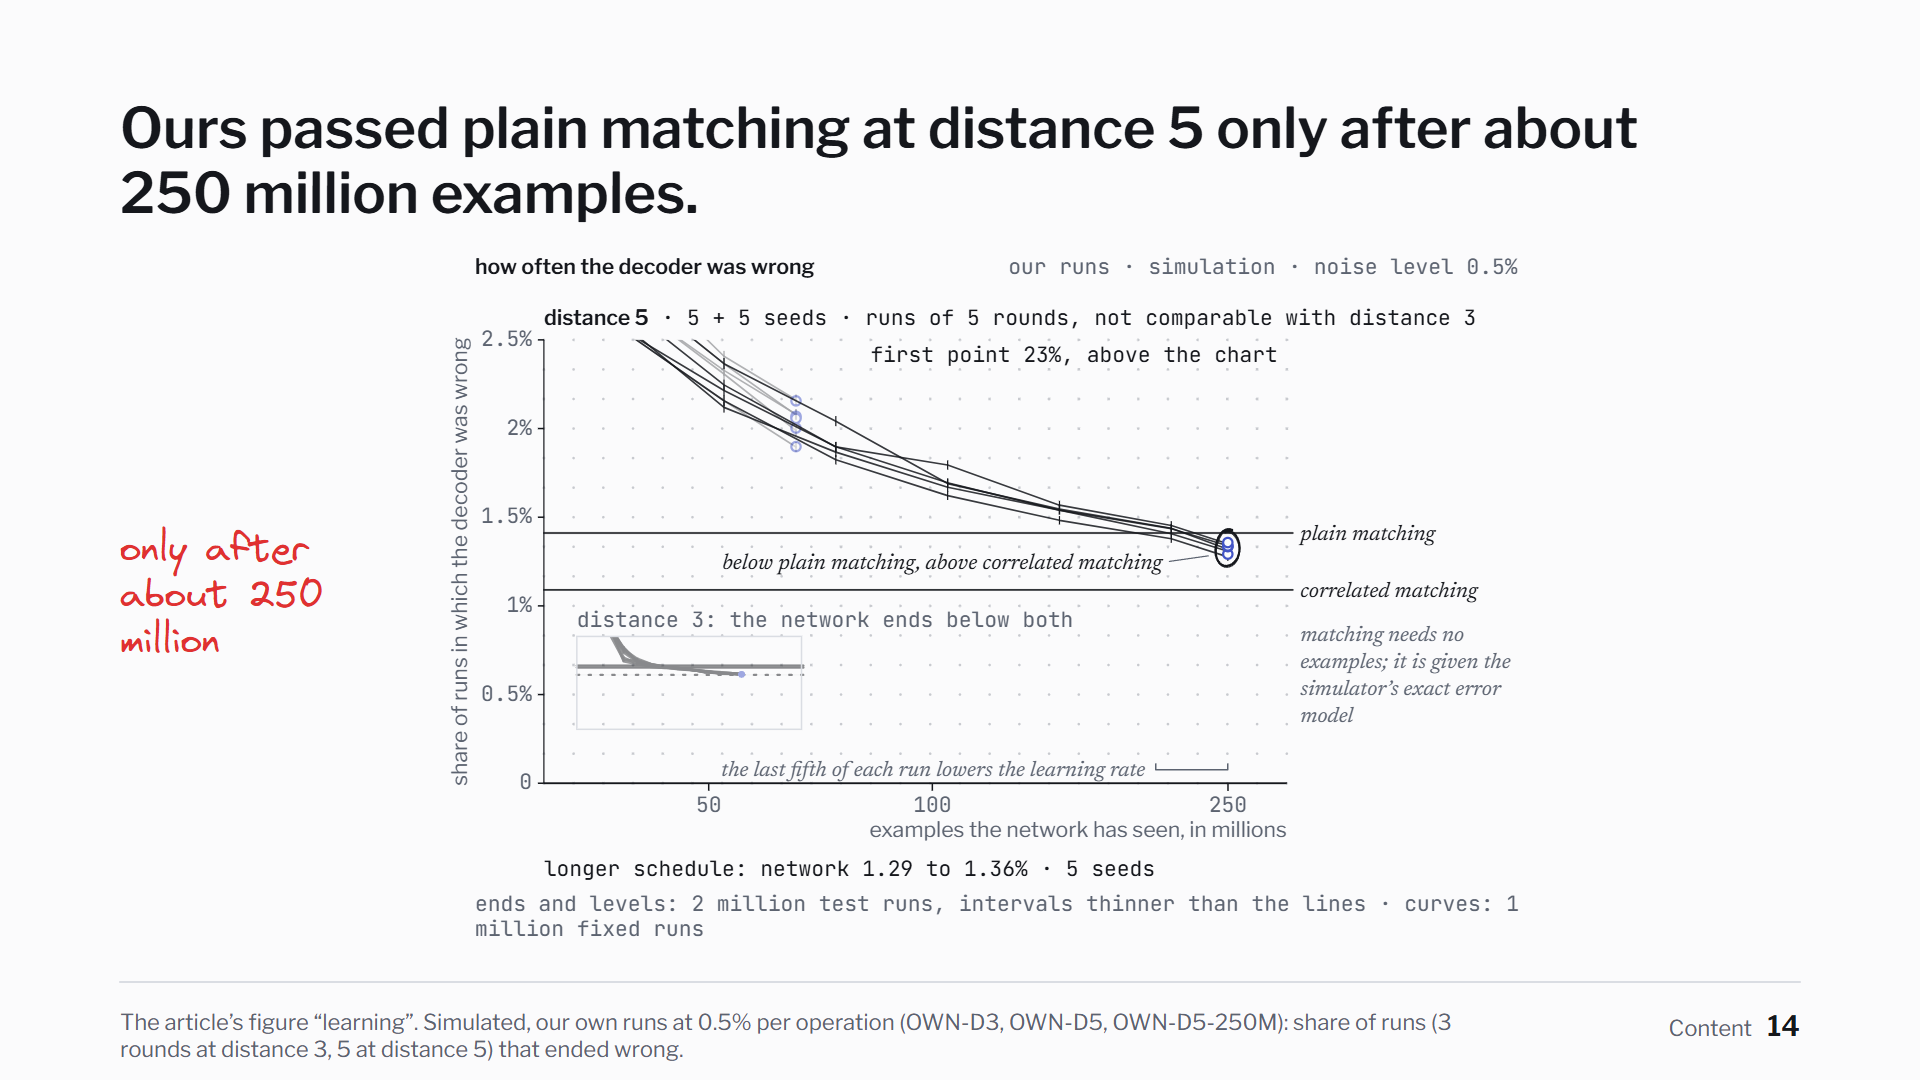 Ours passed plain matching at distance 5 only after about
250 million examples.
how often the decoder was wrong
our runs · simulation · noise level 0.5%
distance 5 · 5 + 5 seeds · runs of 5 rounds, not comparable with distance 3
first point 23%, above the chart
share of runs in which the decoder was wrong
2.5%
2%
1.5%
1%
0.5%
0
only after
about 250
million
plain matching
below plain matching, above correlated matching
correlated matching
distance 3: the network ends below both
matching needs no
examples; it is given the
simulator's exact error
model
the last fifth of each run lowers the learning rate
50
100
250
examples the network has seen, in millions
longer schedule: network 1.29 to 1.36% · 5 seeds
ends and levels: 2 million test runs, intervals thinner than the lines · curves: 1
million fixed runs
The article's figure “learning”. Simulated, our own runs at 0.5% per operation (OWN-D3, OWN-D5, OWN-D5-250M): share of runs (3
rounds at distance 3, 5 at distance 5) that ended wrong.
Content 14